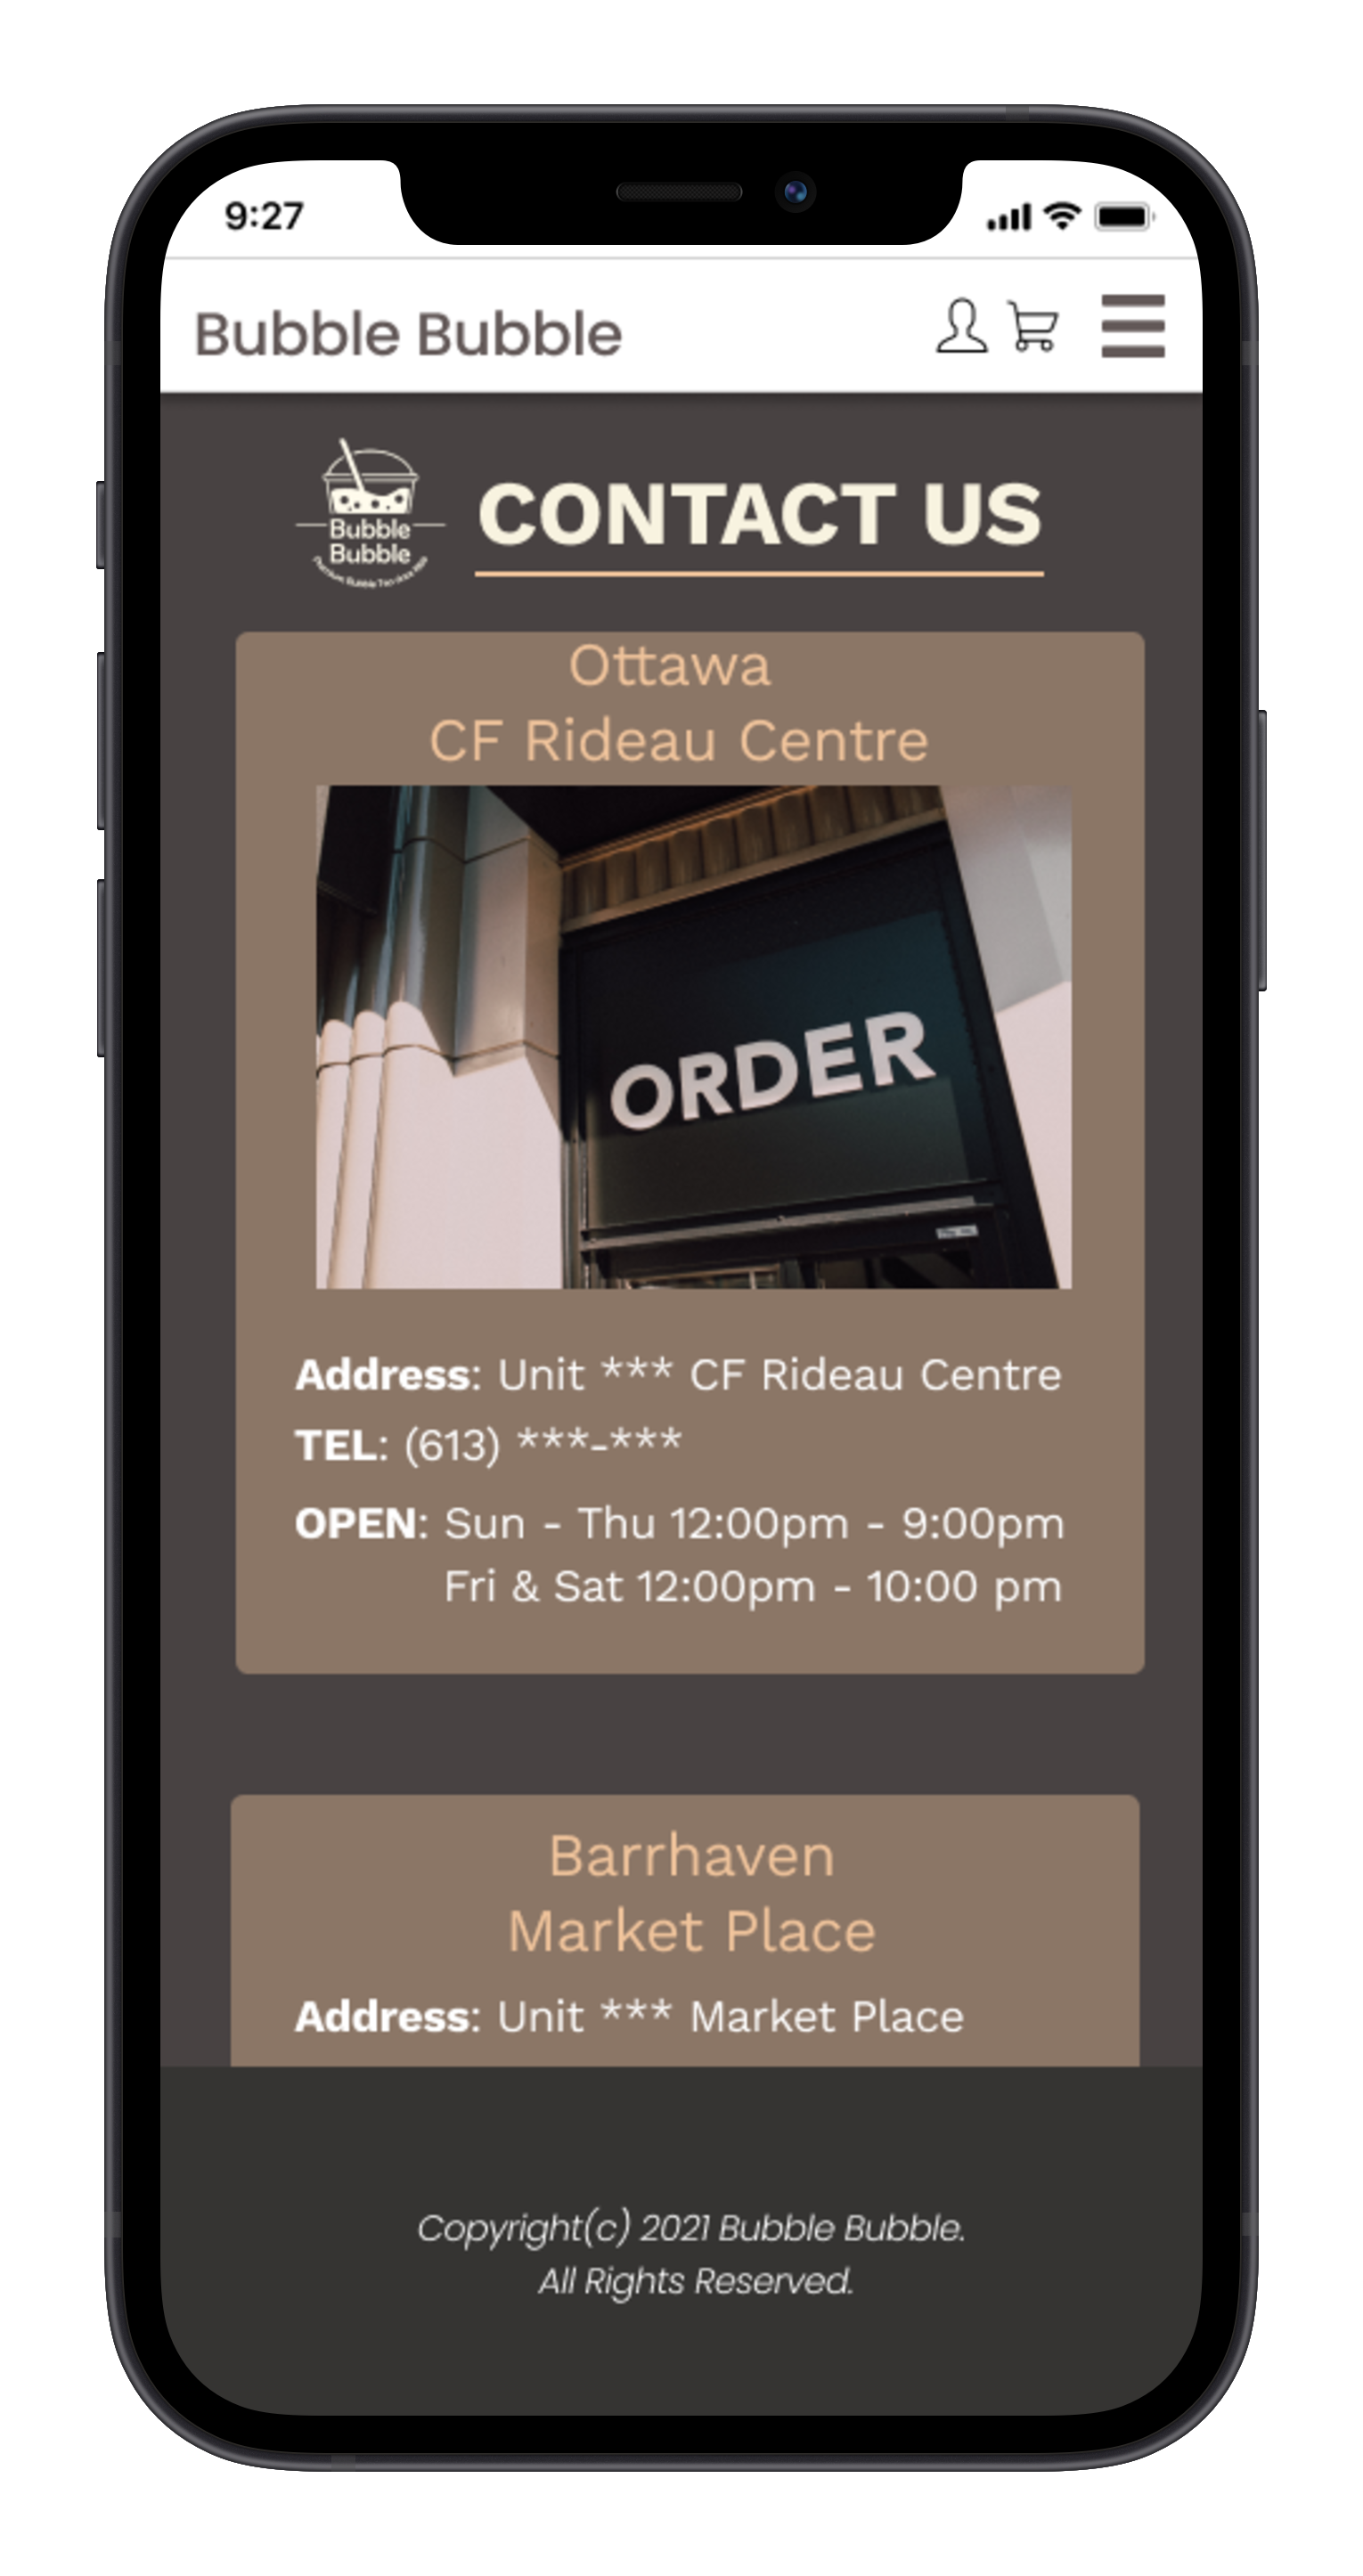 9:27
Bubble Bubble
Bubble
Bubble
CONTACT US
Ottawa
CF Rideau Centre
ORDER
Address: Unit *** CF Rideau Centre
TEL: (613) ***-***
OPEN: Sun - Thu 12:00pm - 9:00pm
Fri & Sat 12:00pm - 10:00 pm
Barrhaven
Market Place
Address: Unit *** Market Place
Copyright(c) 2021 Bubble Bubble.
All Rights Reserved.